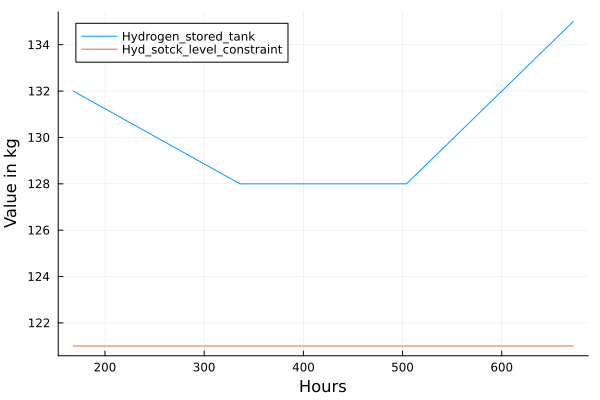 Hydrogen_stored_tank
Hyd_sotck_level_constraint
Value in kg
134
132
130
128
126
124
122
200 300 400 500 600
Hours